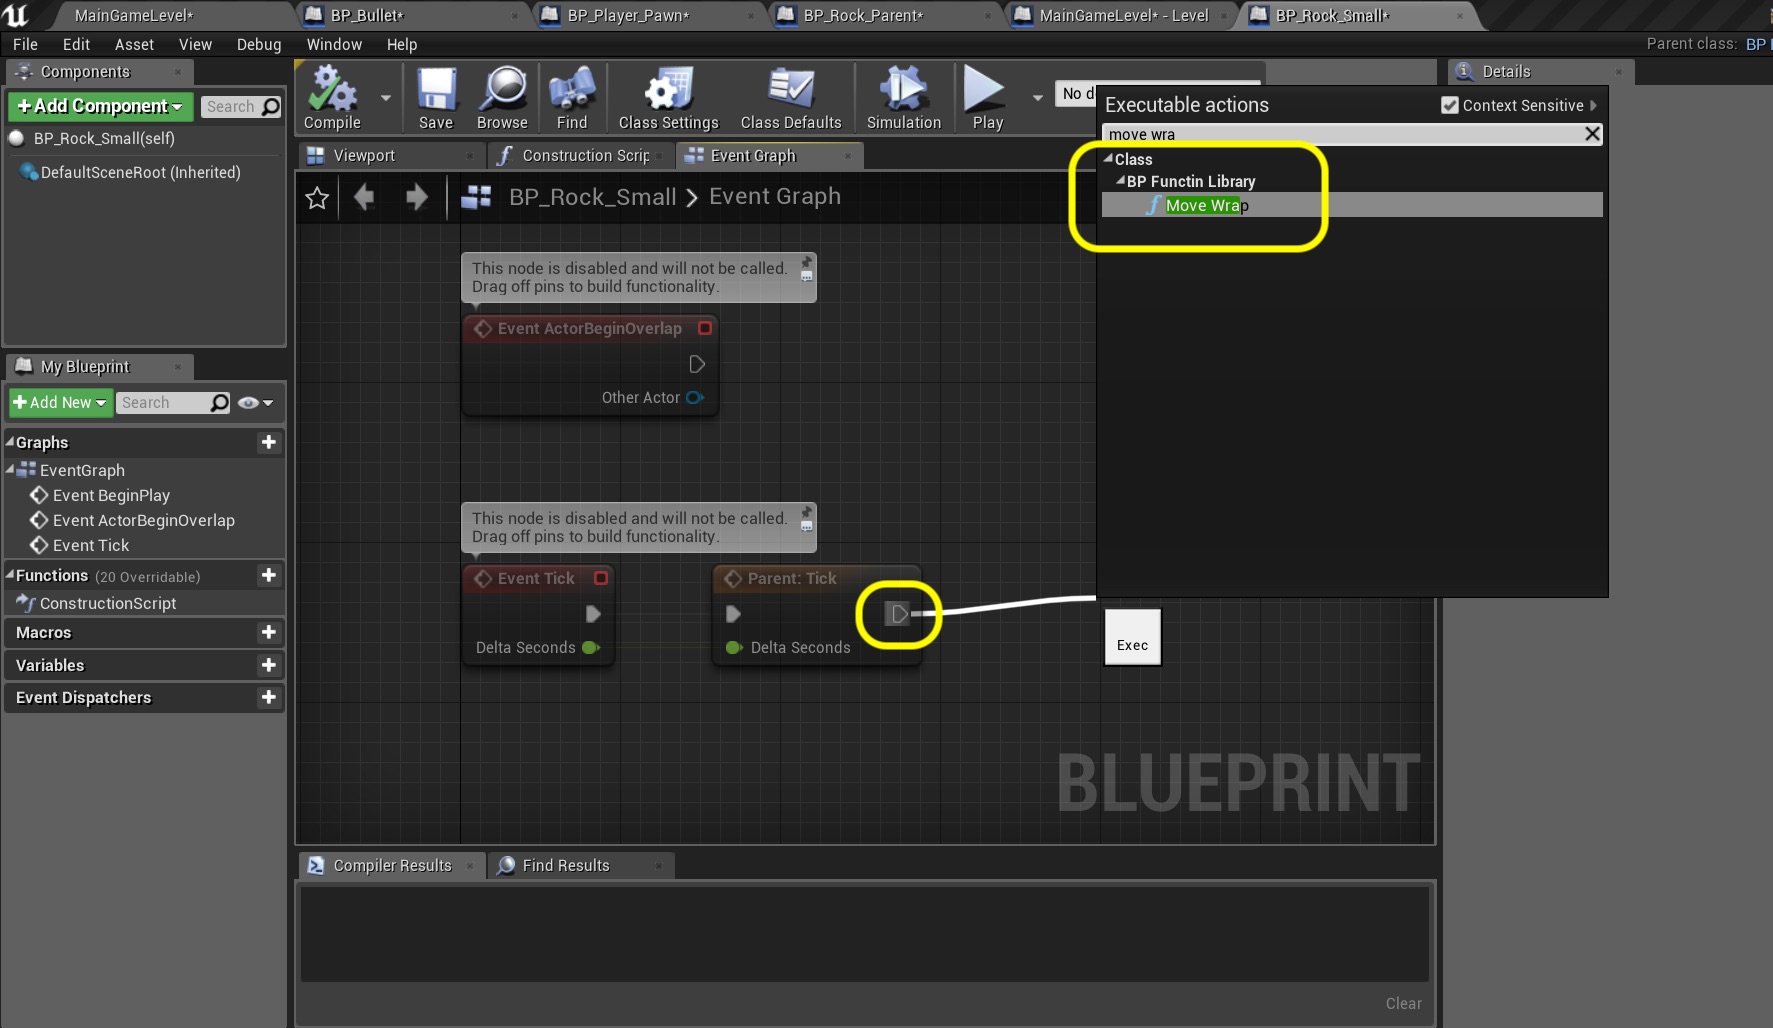 MainGameLevel*
BP_Bullet*
BP_Player_Pawn*
BP_Rock_Parent*
MainGameLevel* - Level
BP_Rock_Small*
File Edit Asset View Debug Window Help
Parent class: BP
Components
Details
+Add Component
Search
BP_Rock_Small(self)
DefaultSceneRoot (Inherited)
Compile Save Browse Find Class Settings Class Defaults Simulation Play
No d
Executable actions
Context Sensitive
move wra
Class
BP Functin Library
Move Wrap
Viewport
Construction Scrip
Event Graph
BP_Rock_Small > Event Graph
This node is disabled and will not be called.
Drag off pins to build functionality.
Event ActorBeginOverlap
Other Actor
My Blueprint
+Add New
Search
Graphs
EventGraph
Event BeginPlay
Event ActorBeginOverlap
Event Tick
Functions (20 Overridable)
ConstructionScript
Macros
Variables
Event Dispatchers
This node is disabled and will not be called.
Drag off pins to build functionality.
Event Tick
Delta Seconds
Parent: Tick
Delta Seconds
Exec
BLUEPRINT
Compiler Results
Find Results
Clear